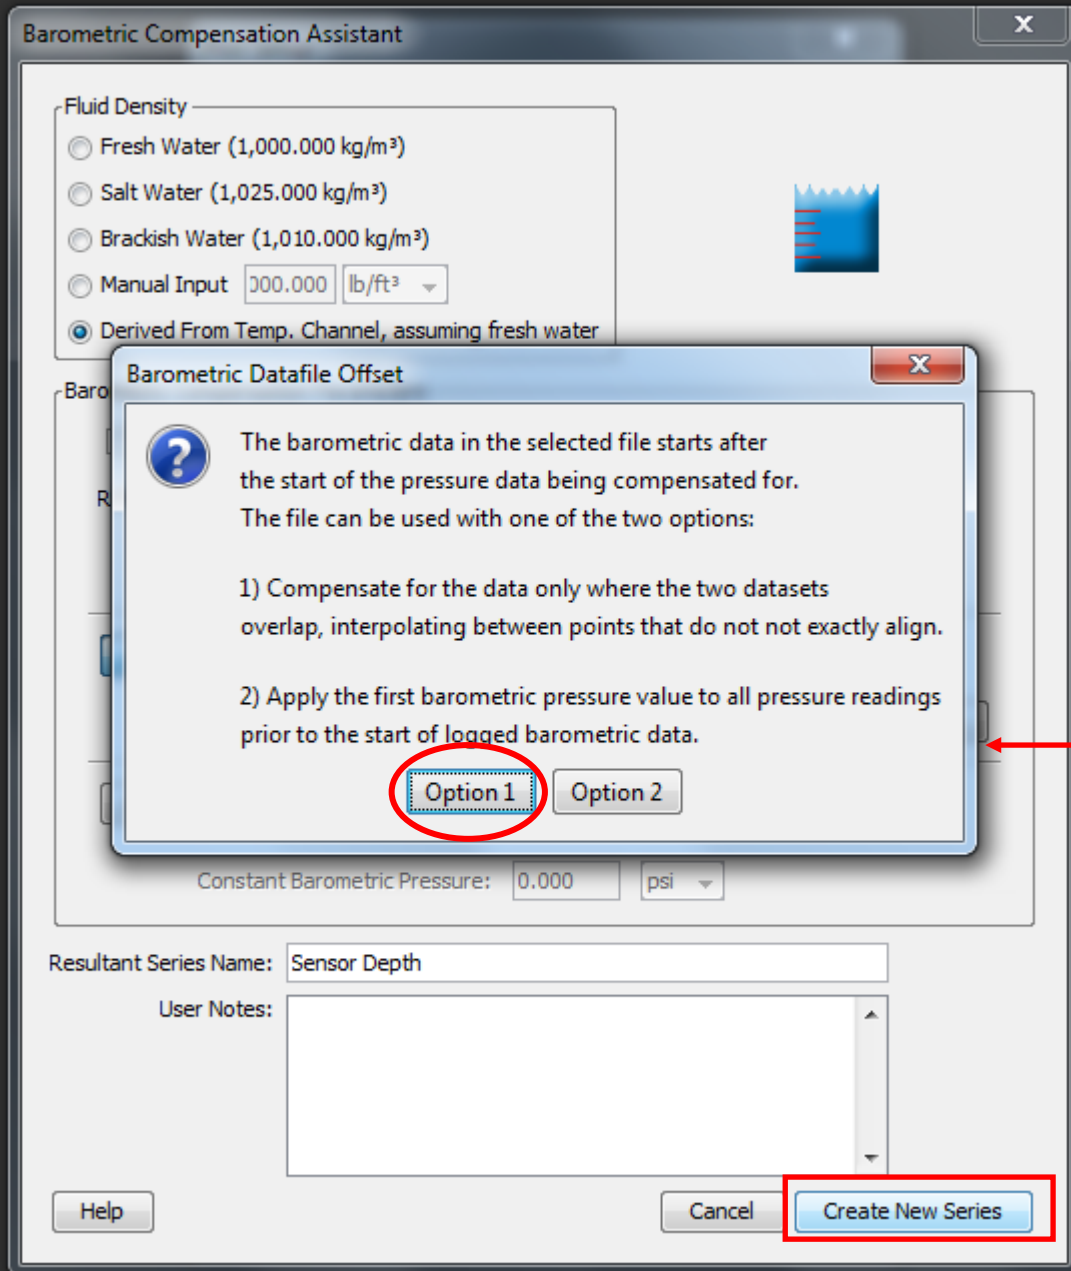 Barometric Compensation Assistant
x
Fluid Density
Fresh Water (1,000.000 kg/m³)
Salt Water (1,025.000 kg/m³)
Brackish Water (1,010.000 kg/m³)
Manual Input 000.000 lb/ft³
Derived From Temp. Channel, assuming fresh water
Baro
R
Barometric Datafile Offset
x
?
The barometric data in the selected file starts after
the start of the pressure data being compensated for.
The file can be used with one of the two options:
1) Compensate for the data only where the two datasets
overlap, interpolating between points that do not not exactly align.
2) Apply the first barometric pressure value to all pressure readings
prior to the start of logged barometric data.
Option 1 Option 2
Constant Barometric Pressure: 0.000 psi
Resultant Series Name: Sensor Depth
User Notes:
Help Cancel Create New Series